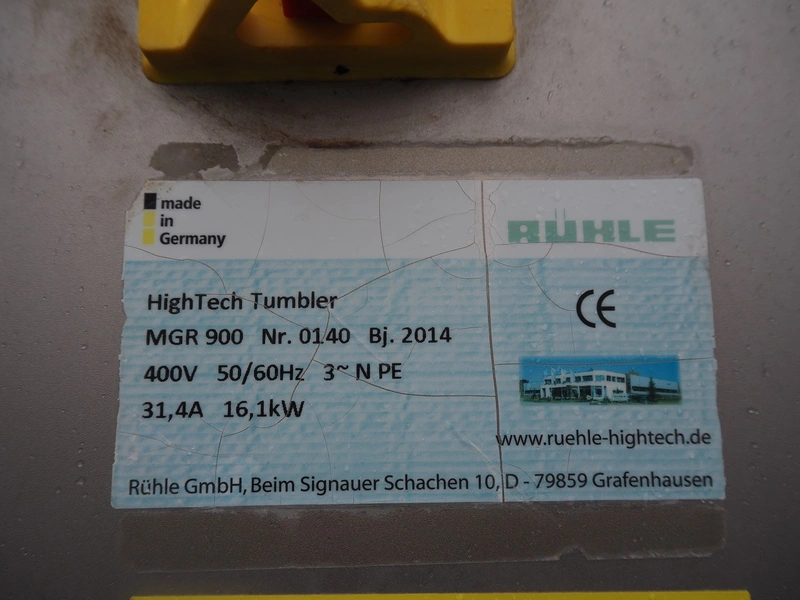 made
in
Germany
RÜHLE
HighTech Tumbler
MGR 900 Nr. 0140 Bj. 2014
400V 50/60Hz 3~ N PE
31,4A 16,1kW
CE
www.ruehle-hightech.de
Rühle GmbH, Beim Signauer Schachen 10, D - 79859 Grafenhausen